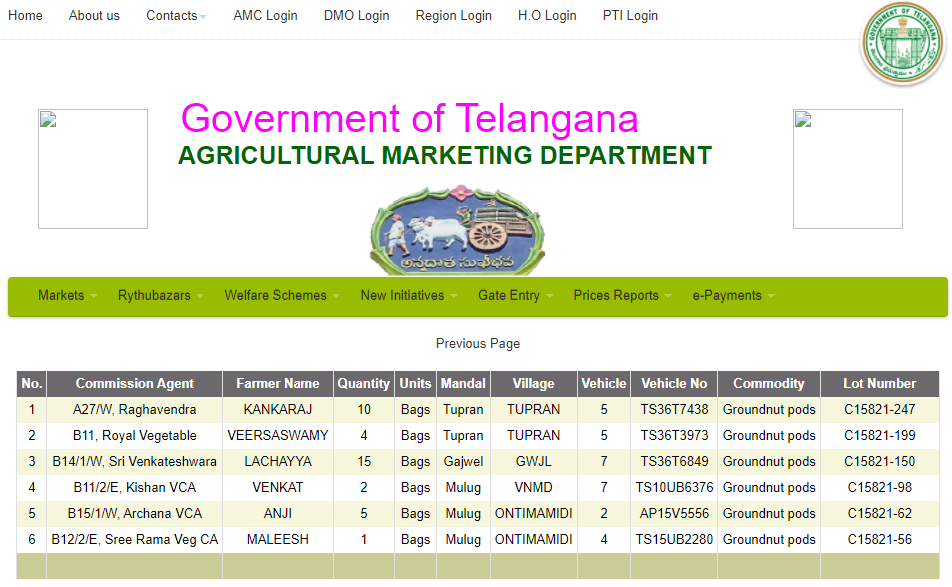 Home About us Contacts AMC Login DMO Login Region Login H.O Login PTI Login
GOVERNMENT OF TELANGANA
Government of Telangana
AGRICULTURAL MARKETING DEPARTMENT
అన్నదాత సుఖీభవ
Markets Rythubazars Welfare Schemes New Initiatives Gate Entry Prices Reports e-Payments
Previous Page
No. Commission Agent Farmer Name Quantity Units Mandal Village Vehicle Vehicle No Commodity Lot Number
1 A27/W, Raghavendra KANKARAJ 10 Bags Tupran TUPRAN 5 TS36T7438 Groundnut pods C15821-247
2 B11, Royal Vegetable VEERSASWAMY 4 Bags Tupran TUPRAN 5 TS36T3973 Groundnut pods C15821-199
3 B14/1/W, Sri Venkateshwara LACHAYYA 15 Bags Gajwel GWJL 7 TS36T6849 Groundnut pods C15821-150
4 B11/2/E, Kishan VCA VENKAT 2 Bags Mulug VNMD 7 TS10UB6376 Groundnut pods C15821-98
5 B15/1/W, Archana VCA ANJI 5 Bags Mulug ONTIMAMIDI 2 AP15V5556 Groundnut pods C15821-62
6 B12/2/E, Sree Rama Veg CA MALEESH 1 Bags Mulug ONTIMAMIDI 4 TS15UB2280 Groundnut pods C15821-56